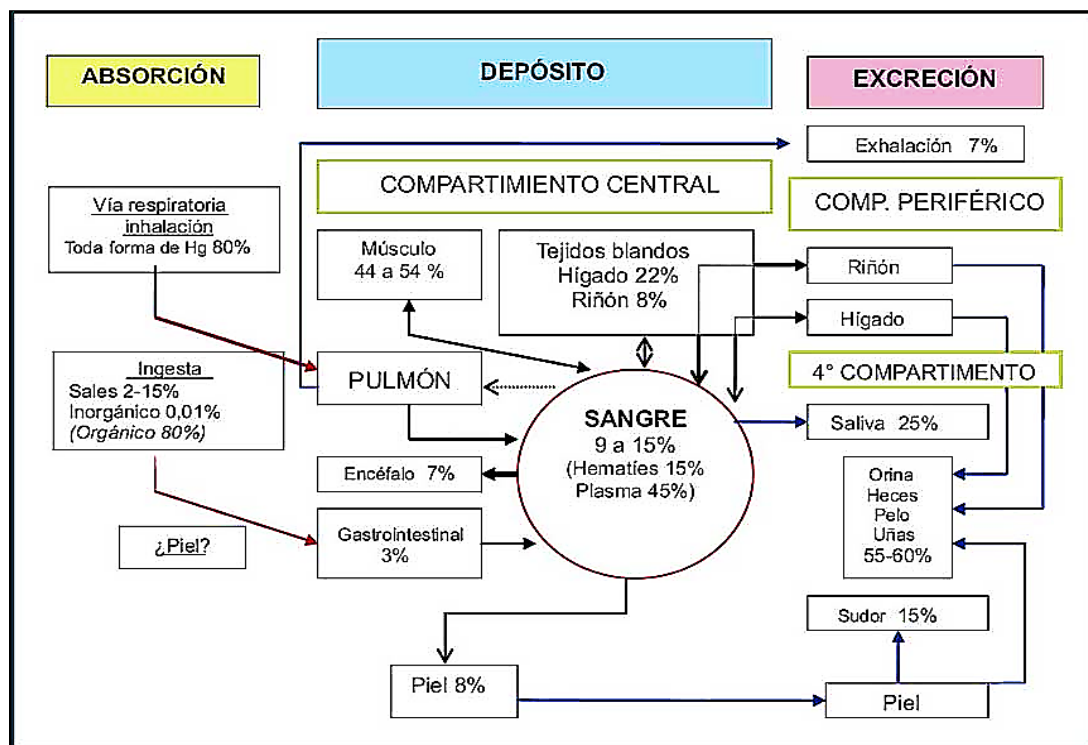 ABSORCIÓN
DEPÓSITO
EXCRECIÓN
Exhalación 7%
COMPARTIMIENTO CENTRAL
COMP. PERIFÉRICO
Vía respiratoria
inhalación
Toda forma de Hg 80%
Músculo
44 a 54 %
Tejidos blandos
Hígado 22%
Riñón 8%
Riñón
Hígado
Ingesta
Sales 2-15%
Inorgánico 0,01%
(Orgánico 80%)
PULMÓN
4° COMPARTIMENTO
SANGRE
9 a 15%
(Hematíes 15%
Plasma 45%)
Saliva 25%
Encéfalo 7%
Orina
Heces
Pelo
Uñas
55-60%
¿Piel?
Gastrointestinal
3%
Sudor 15%
Piel 8%
Piel